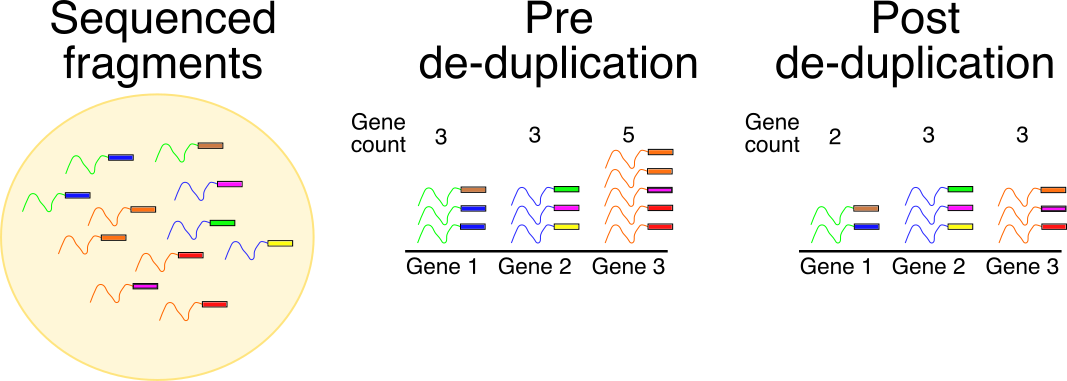 Sequenced
fragments
Pre
de-duplication
Post
de-duplication
Gene
count
3
3
5
Gene 1
Gene 2
Gene 3
Gene
count
2
3
3
Gene 1
Gene 2
Gene 3